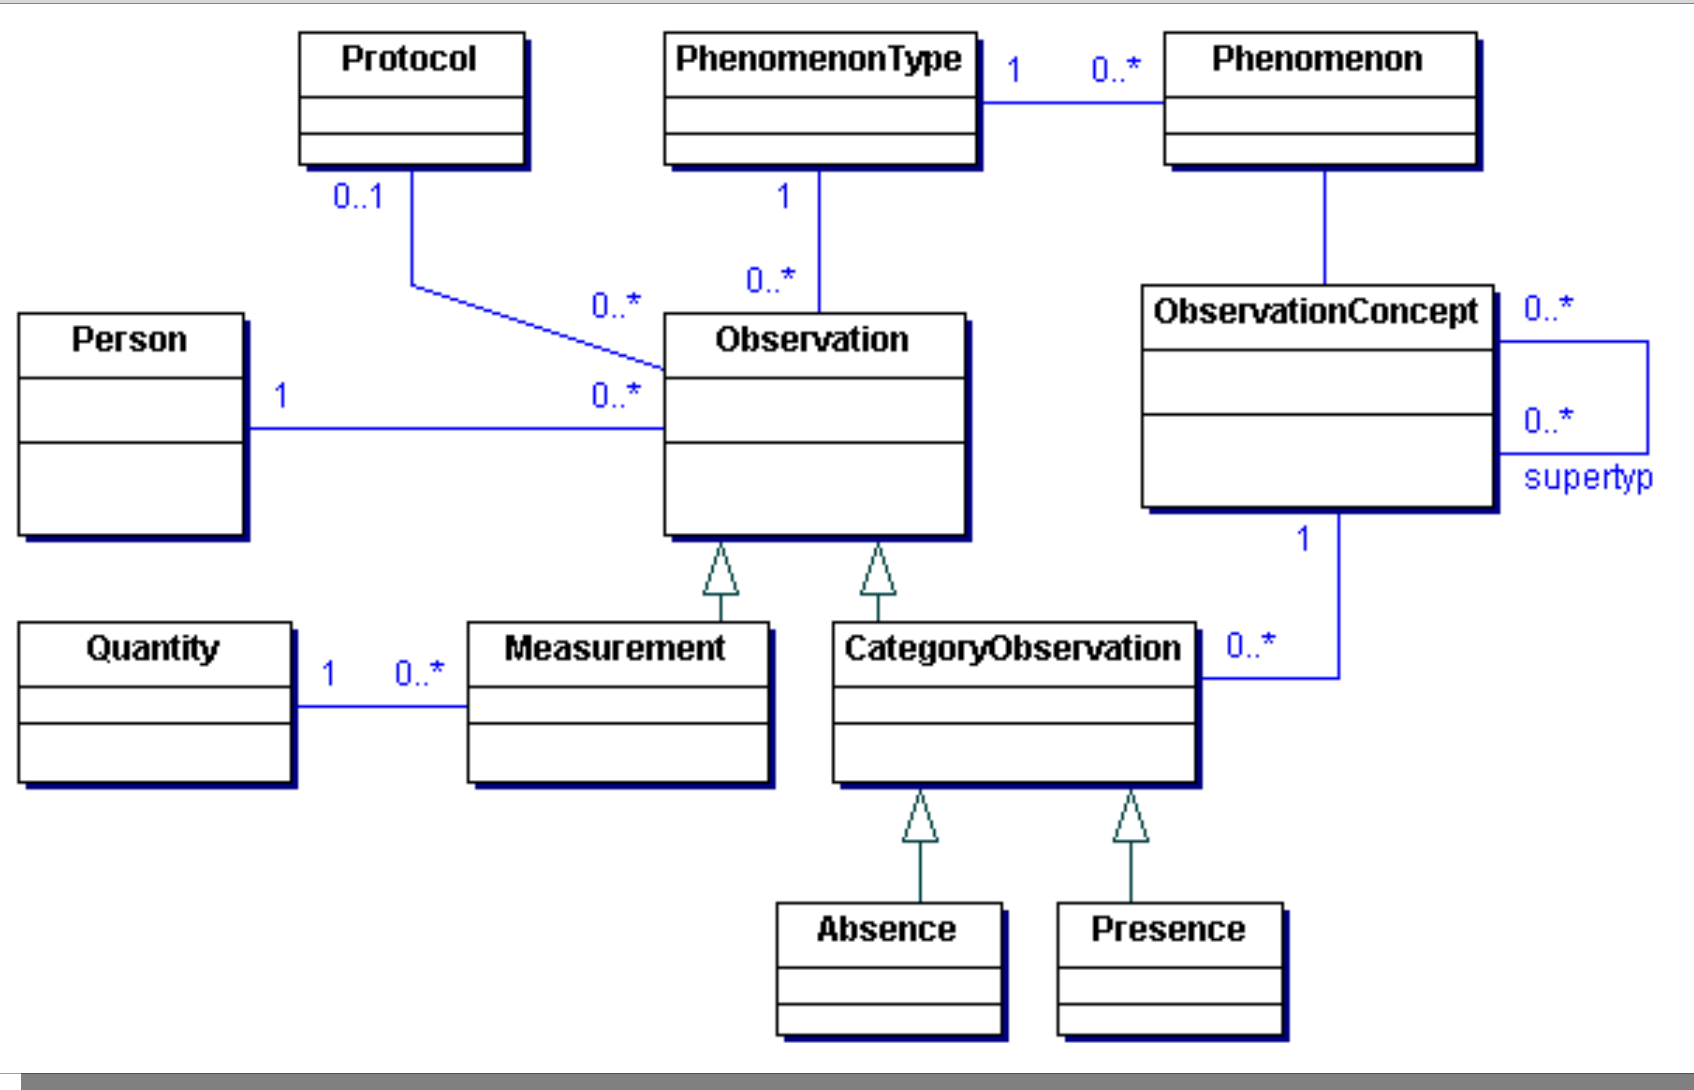 Protocol
PhenomenonType
1
0..*
Phenomenon
0..1
1
0..*
0..*
Person
1
0..*
Observation
ObservationConcept
0..*
0..*
supertyp
1
Quantity
1
0..*
Measurement
CategoryObservation
0..*
Absence
Presence